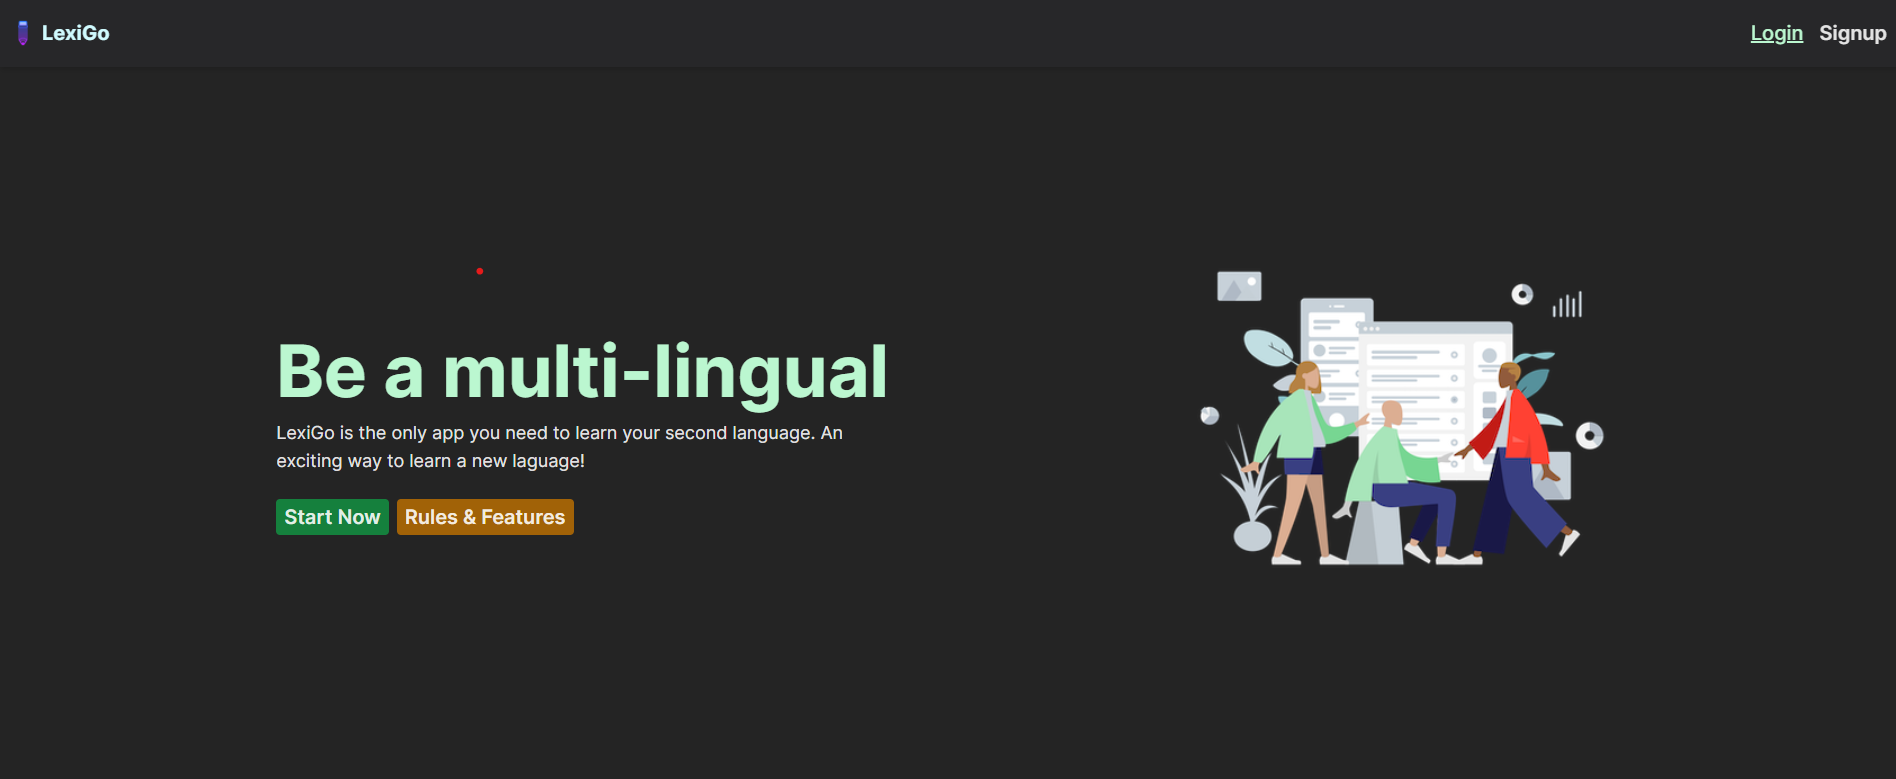 LexiGo
Login Signup
Be a multi-lingual
LexiGo is the only app you need to learn your second language. An
exciting way to learn a new laguage!
Start Now Rules & Features